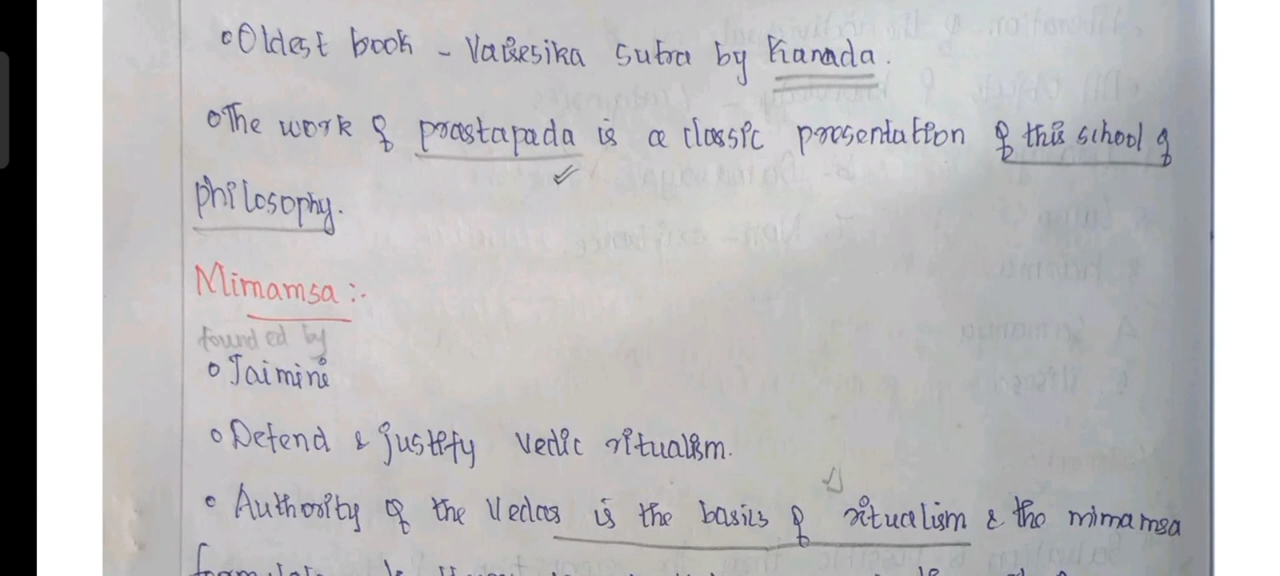 Oldest book - Vaisesika Sutra by Kanada.
The work of prastapada is a classic presentation of this school of
philosophy.
Mimamsa :-
founded by
Jaimini
Defend & justify vedic ritualism.
Authority of the Vedas is the basics of ritualism & the mimamsa